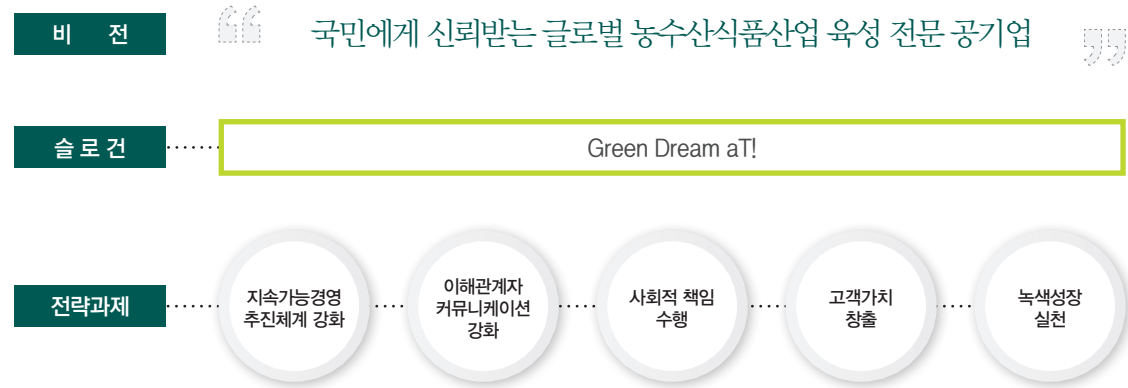 비 전
“ 국민에게 신뢰받는 글로벌 농수산식품산업 육성 전문 공기업 ”
슬로건
Green Dream aT!
전략과제
지속가능경영
추진체계 강화
이해관계자
커뮤니케이션
강화
사회적 책임
수행
고객가치
창출
녹색성장
실천